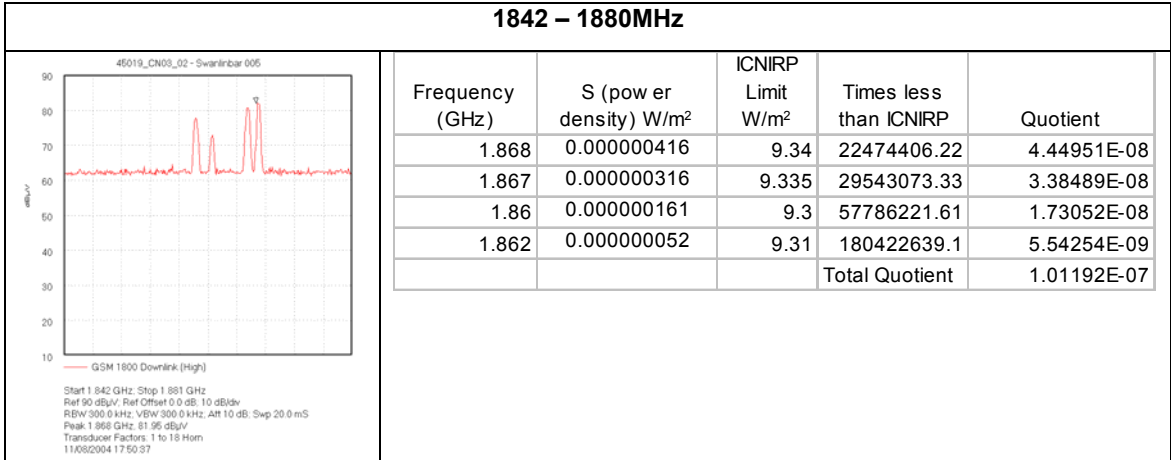 1842 – 1880MHz
45019_CN03_02 - Swanlinbar 005
90
80
70
60
50
40
30
20
10
dBµV
GSM 1800 Downlink (High)
Start 1.842 GHz; Stop 1.881 GHz
Ref 90 dBµV; Ref Offset 0.0 dB; 10 dB/div
RBW 300.0 kHz; VBW 300.0 kHz; Att 10 dB; Swp 20.0 mS
Peak 1.868 GHz, 81.95 dBµV
Transducer Factors: 1 to 18 Horn
11/08/2004 17:50:37
Frequency (GHz) S (pow er density) W/m² ICNIRP Limit W/m² Times less than ICNIRP Quotient
1.868 0.000000416 9.34 22474406.22 4.44951E-08
1.867 0.000000316 9.335 29543073.33 3.38489E-08
1.86 0.000000161 9.3 57786221.61 1.73052E-08
1.862 0.000000052 9.31 180422639.1 5.54254E-09
Total Quotient 1.01192E-07